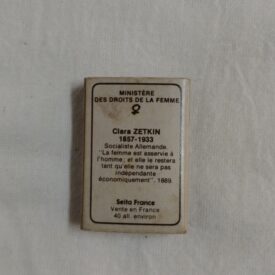 MINISTÈRE
DES DROITS DE LA FEMME
Clara ZETKIN
1857-1933
Socialiste Allemande.
"La femme est asservie à
l'homme; et elle le restera
tant qu'elle ne sera pas
indépendante
économiquement". 1889.
Seita France
Vente en France
40 all. environ